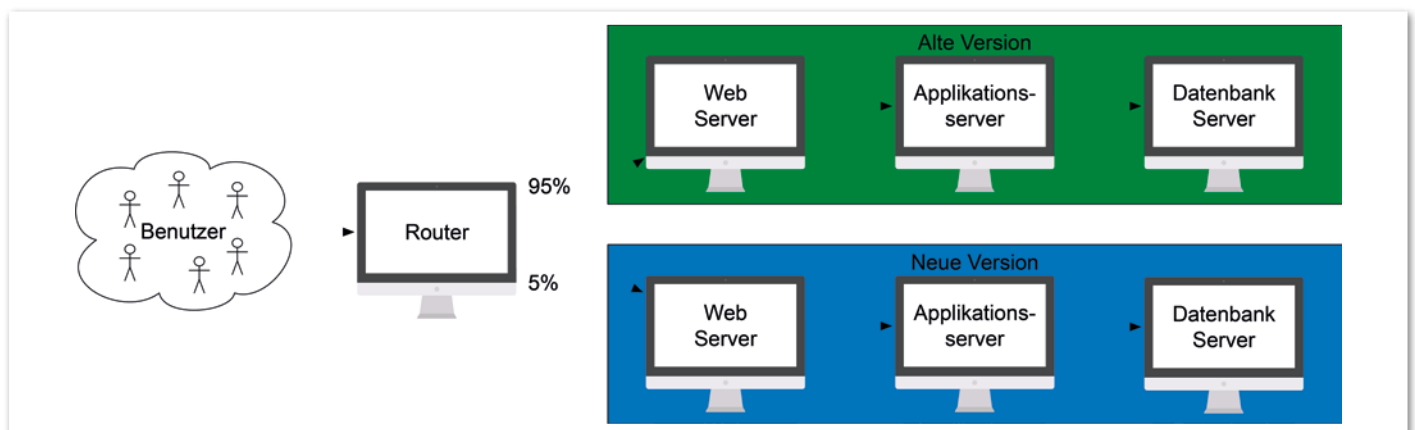 Alte Version
Web
Server
Applikations-
server
Datenbank
Server
Benutzer
Router
95%
5%
Neue Version
Web
Server
Applikations-
server
Datenbank
Server